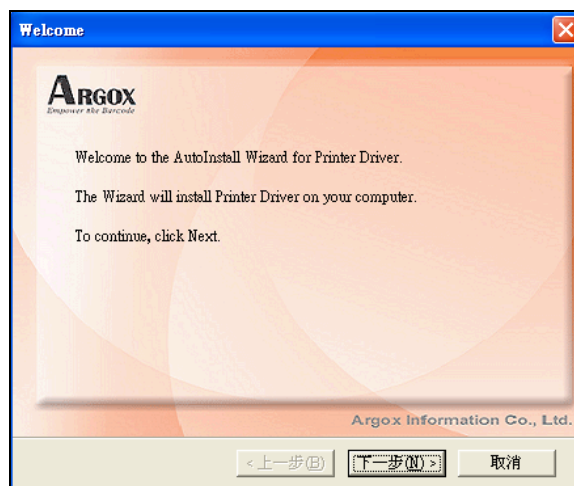 Welcome
ARGOX
Empower the Barcode
Welcome to the AutoInstall Wizard for Printer Driver.
The Wizard will install Printer Driver on your computer.
To continue, click Next.
Argox Information Co., Ltd.
<上一步(B) 下一步(N) > 取消